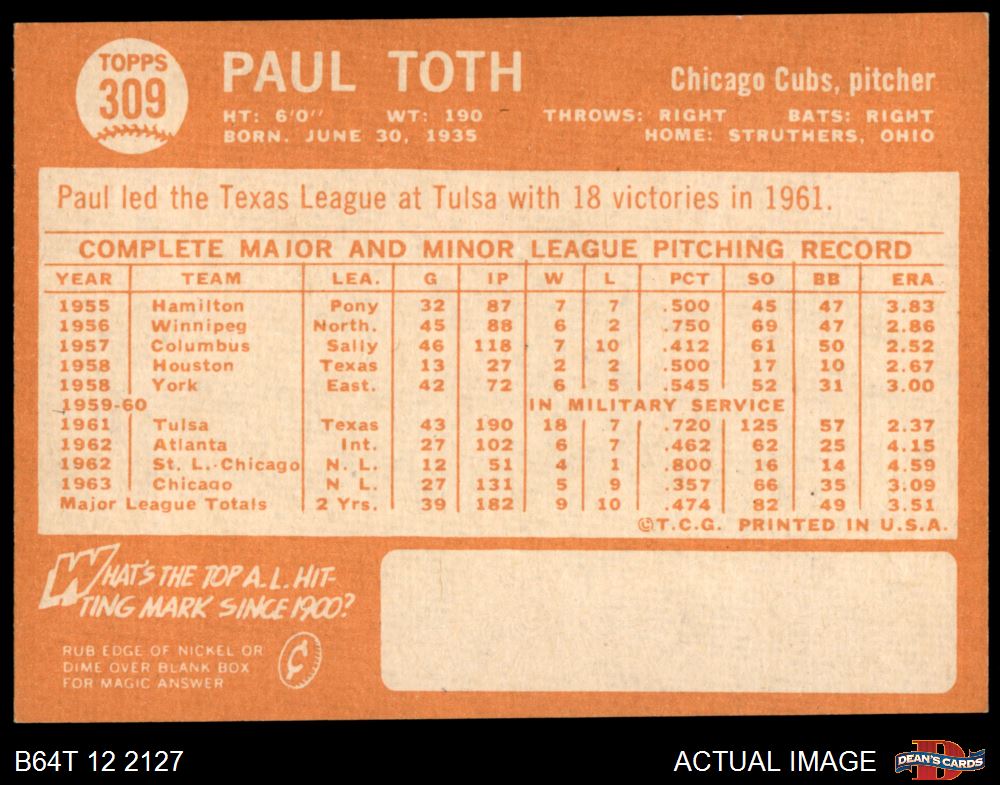 TOPPS
309
PAUL TOTH
Chicago Cubs, pitcher
HT: 6'0" WT: 190 THROWS: RIGHT BATS: RIGHT
BORN. JUNE 30, 1935 HOME: STRUTHERS, OHIO
Paul led the Texas League at Tulsa with 18 victories in 1961.
COMPLETE MAJOR AND MINOR LEAGUE PITCHING RECORD
YEAR TEAM LEA. G IP W L PCT SO BB ERA
1955 Hamilton Pony 32 87 7 7 .500 45 47 3.83
1956 Winnipeg North. 45 88 6 2 .750 69 47 2.86
1957 Columbus Sally 46 118 7 10 .412 61 50 2.52
1958 Houston Texas 13 27 2 2 .500 17 10 2.67
1958 York East. 42 72 6 5 .545 52 31 3.00
1959-60 IN MILITARY SERVICE
1961 Tulsa Texas 43 190 18 7 .720 125 57 2.37
1962 Atlanta Int. 27 102 6 7 .462 62 25 4.15
1962 St. L.-Chicago N. L. 12 51 4 1 .800 16 14 4.59
1963 Chicago N L. 27 131 5 9 .357 66 35 3.09
Major League Totals 2 Yrs. 39 182 9 10 .474 82 49 3.51
©T.C.G. PRINTED IN U.S.A.
WHAT'S THE TOP A.L. HIT-
TING MARK SINCE 1900?
RUB EDGE OF NICKEL OR
DIME OVER BLANK BOX
FOR MAGIC ANSWER
¢
B64T 12 2127
ACTUAL IMAGE
D
DEAN'S CARDS